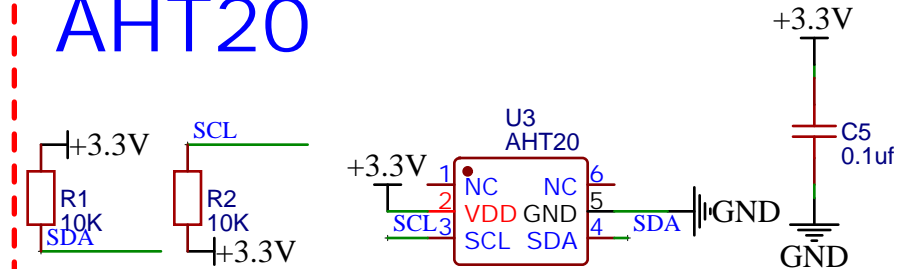 AHT20
+3.3V
R1
10K
SDA
SCL
R2
10K
+3.3V
U3
AHT20
+3.3V
1
NC
NC
6
2
VDD
GND
5
SCL
3
SCL
SDA
4
SDA
GND
+3.3V
C5
0.1uf
GND